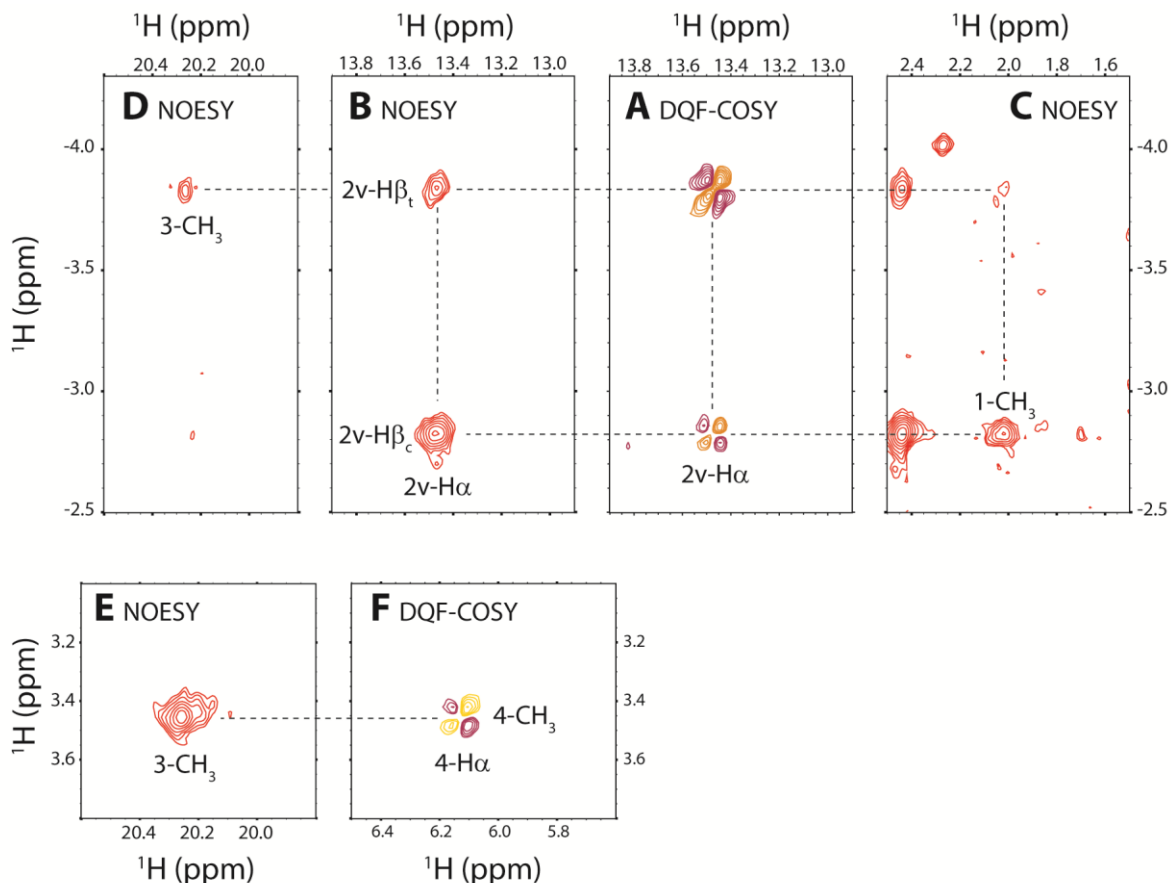 ¹H (ppm) ¹H (ppm) ¹H (ppm) ¹H (ppm)
20.4 20.2 20.0 13.8 13.6 13.4 13.2 13.0 13.8 13.6 13.4 13.2 13.0 2.4 2.2 2.0 1.8 1.6
D NOESY B NOESY A DQF-COSY C NOESY
-4.0 -4.0
2v-Hβt
3-CH₃
-3.5 -3.5
¹H (ppm) ¹H (ppm)
-3.0 -3.0
1-CH₃
2v-Hβc
2v-Hα 2v-Hα
-2.5 -2.5
E NOESY F DQF-COSY
3.2 3.2
3.4 3.4
4-CH₃
¹H (ppm) ¹H (ppm)
3-CH₃ 4-Hα
3.6 3.6
20.4 20.2 20.0 6.4 6.2 6.0 5.8
¹H (ppm) ¹H (ppm)